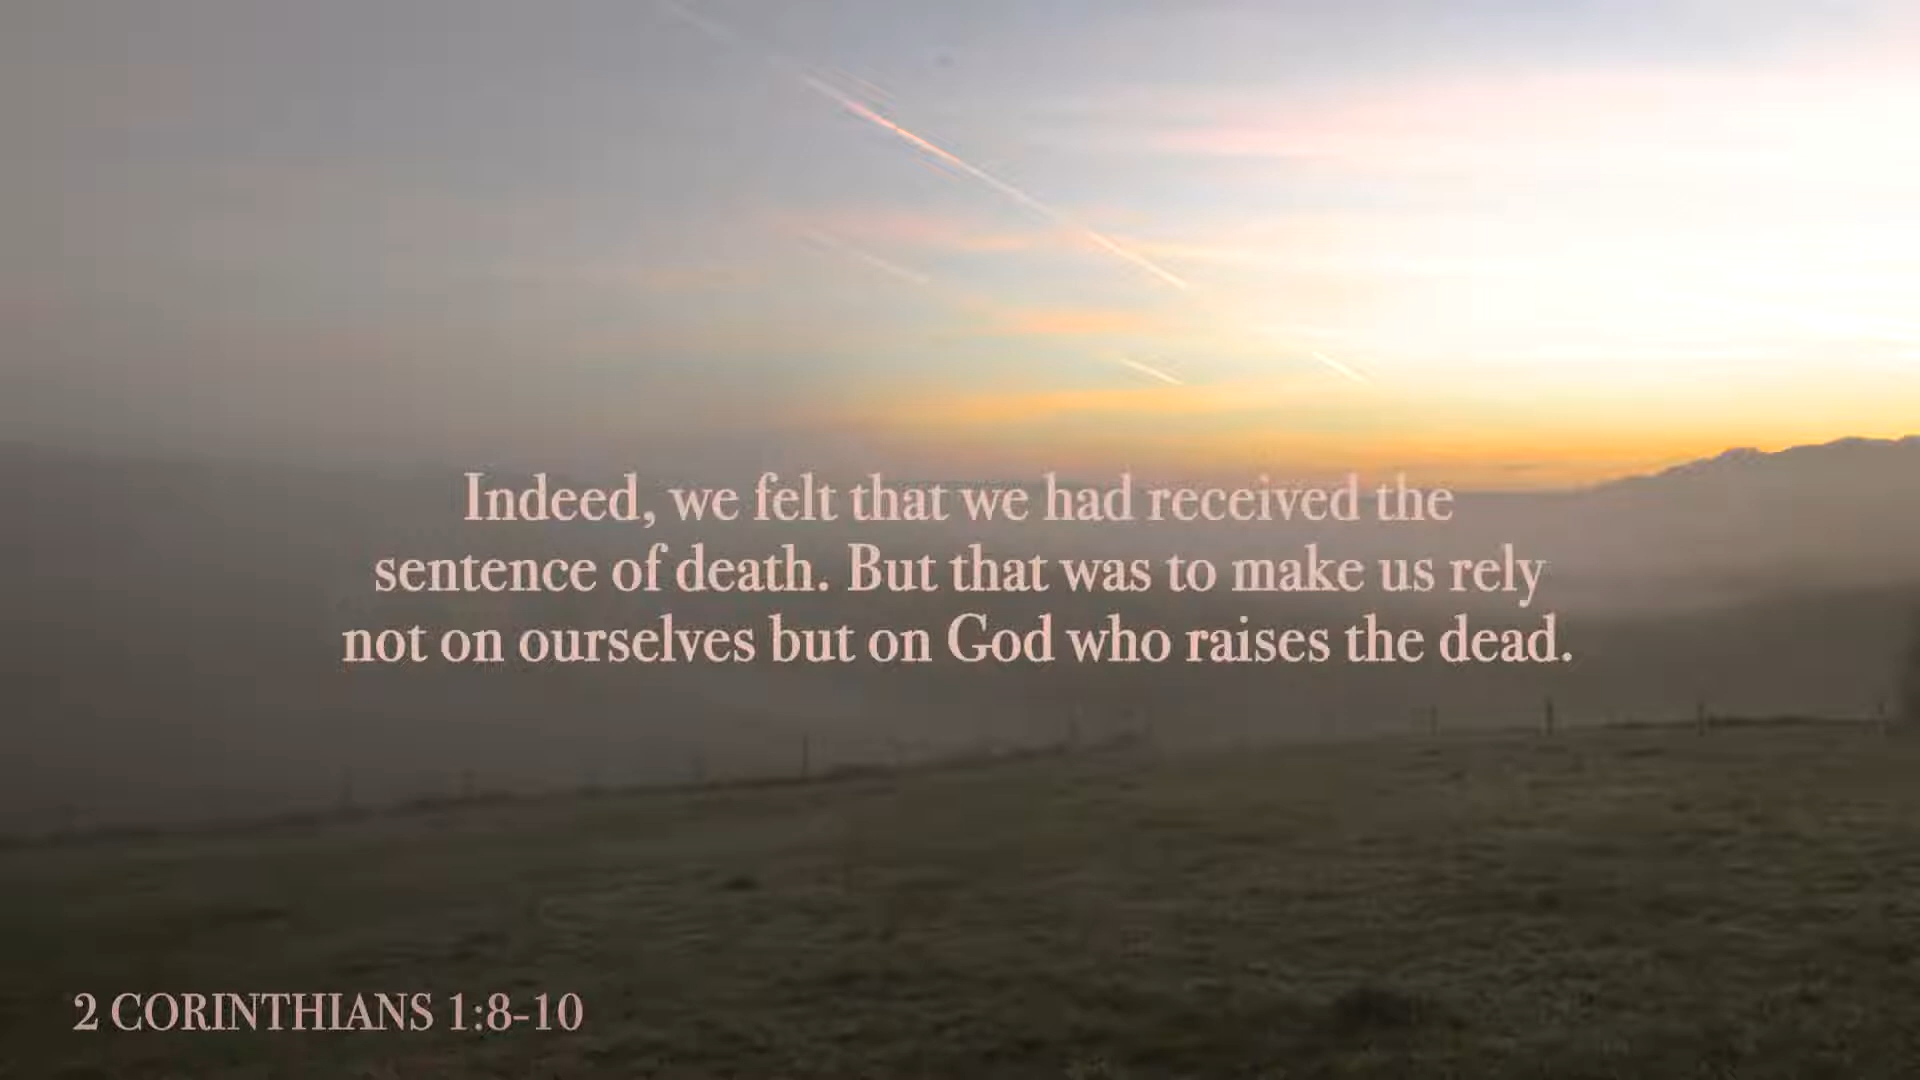 Indeed, we felt that we had received the
sentence of death. But that was to make us rely
not on ourselves but on God who raises the dead.
2 CORINTHIANS 1:8-10